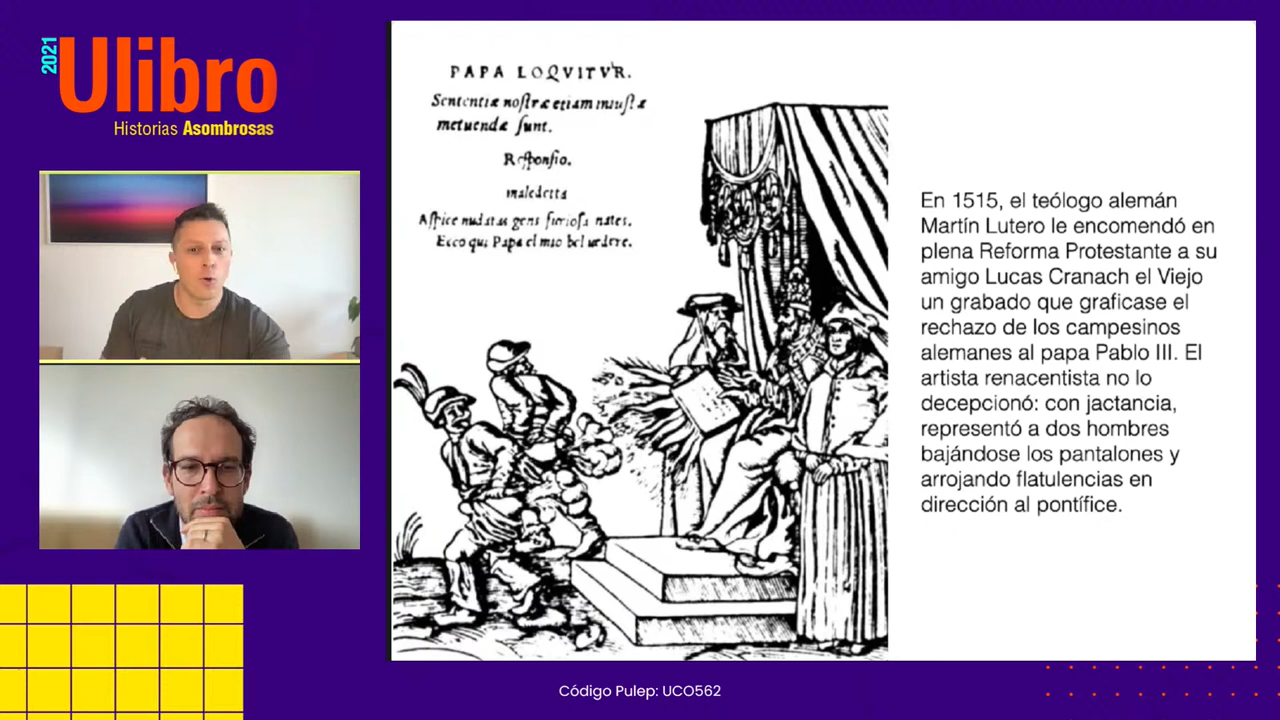 2021
Ulibro
Historias Asombrosas
PAPA LOQVITVR.
Sententiæ nostræ etiam iniustæ
metuendæ sunt.
Responsio.
maledetta
Aspice nudatas gens furiosa nates.
Ecco qui Papa el mio bel uedere.
En 1515, el teólogo alemán
Martín Lutero le encomendó en
plena Reforma Protestante a su
amigo Lucas Cranach el Viejo
un grabado que graficase el
rechazo de los campesinos
alemanes al papa Pablo III. El
artista renacentista no lo
decepcionó: con jactancia,
representó a dos hombres
bajándose los pantalones y
arrojando flatulencias en
dirección al pontífice.
Código Pulep: UCO562